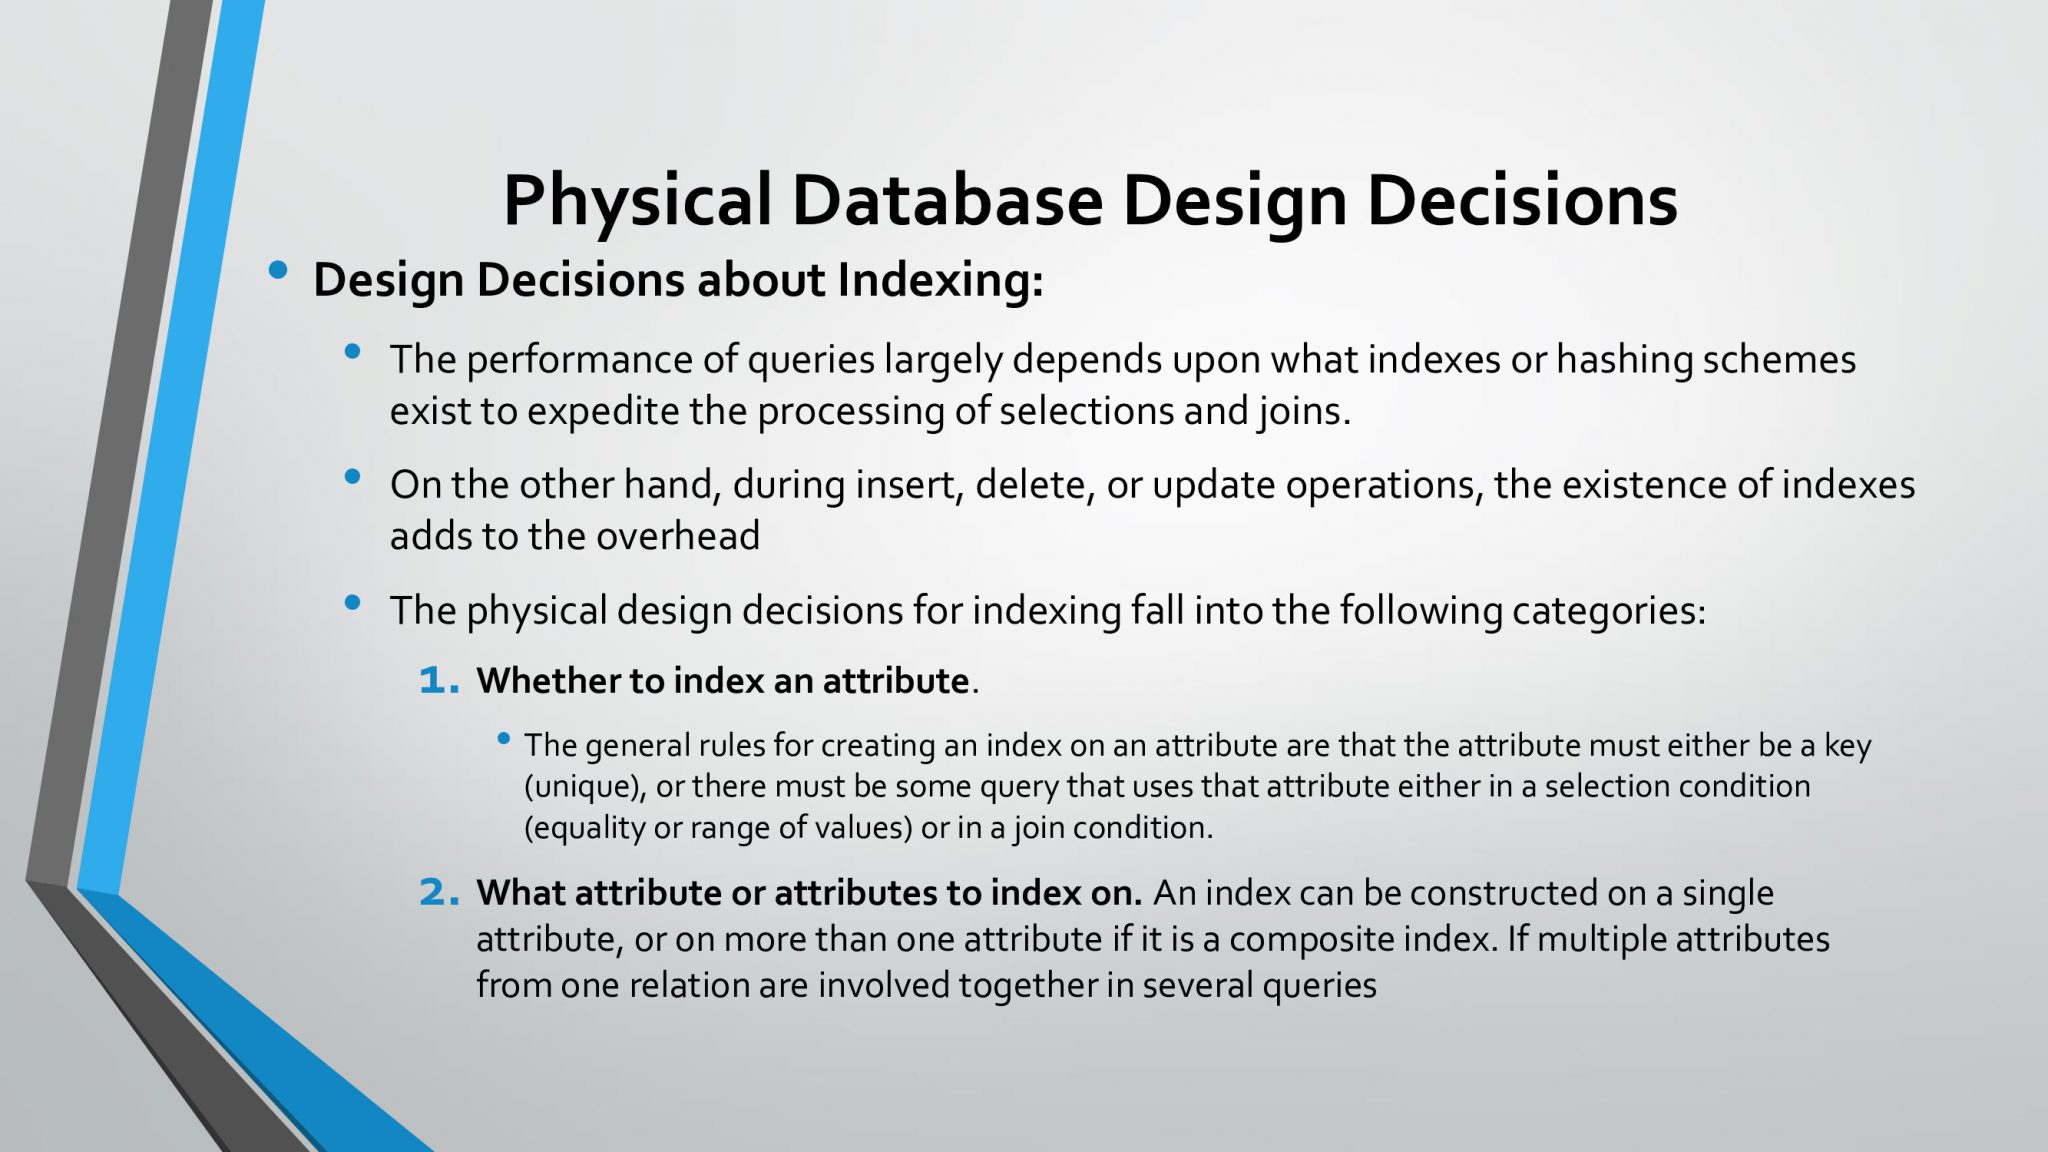 Physical Database Design Decisions
• Design Decisions about Indexing:
• The performance of queries largely depends upon what indexes or hashing schemes
exist to expedite the processing of selections and joins.
• On the other hand, during insert, delete, or update operations, the existence of indexes
adds to the overhead
• The physical design decisions for indexing fall into the following categories:
1. Whether to index an attribute.
• The general rules for creating an index on an attribute are that the attribute must either be a key
(unique), or there must be some query that uses that attribute either in a selection condition
(equality or range of values) or in a join condition.
2. What attribute or attributes to index on. An index can be constructed on a single
attribute, or on more than one attribute if it is a composite index. If multiple attributes
from one relation are involved together in several queries